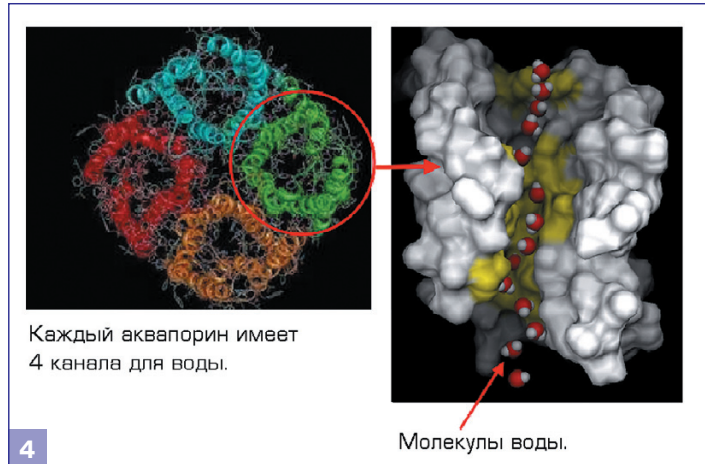 Каждый аквапорин имеет
4 канала для воды.
Молекулы воды.
4